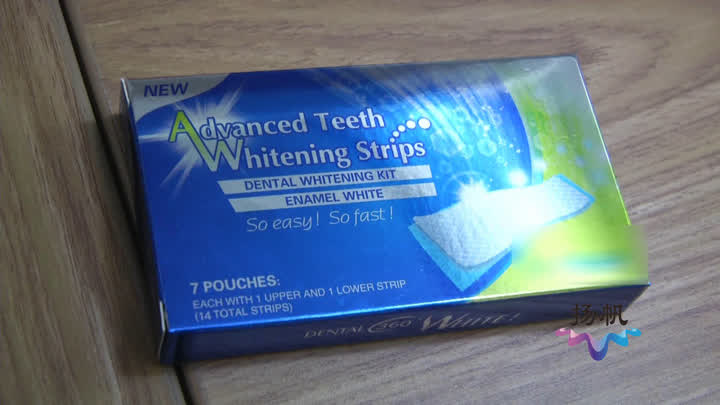 NEW
Advanced Teeth
Whitening Strips
DENTAL WHITENING KIT
ENAMEL WHITE
So easy! So fast!
7 POUCHES:
EACH WITH 1 UPPER AND 1 LOWER STRIP
(14 TOTAL STRIPS)
DENTAL 360° WHITE!
扬帆